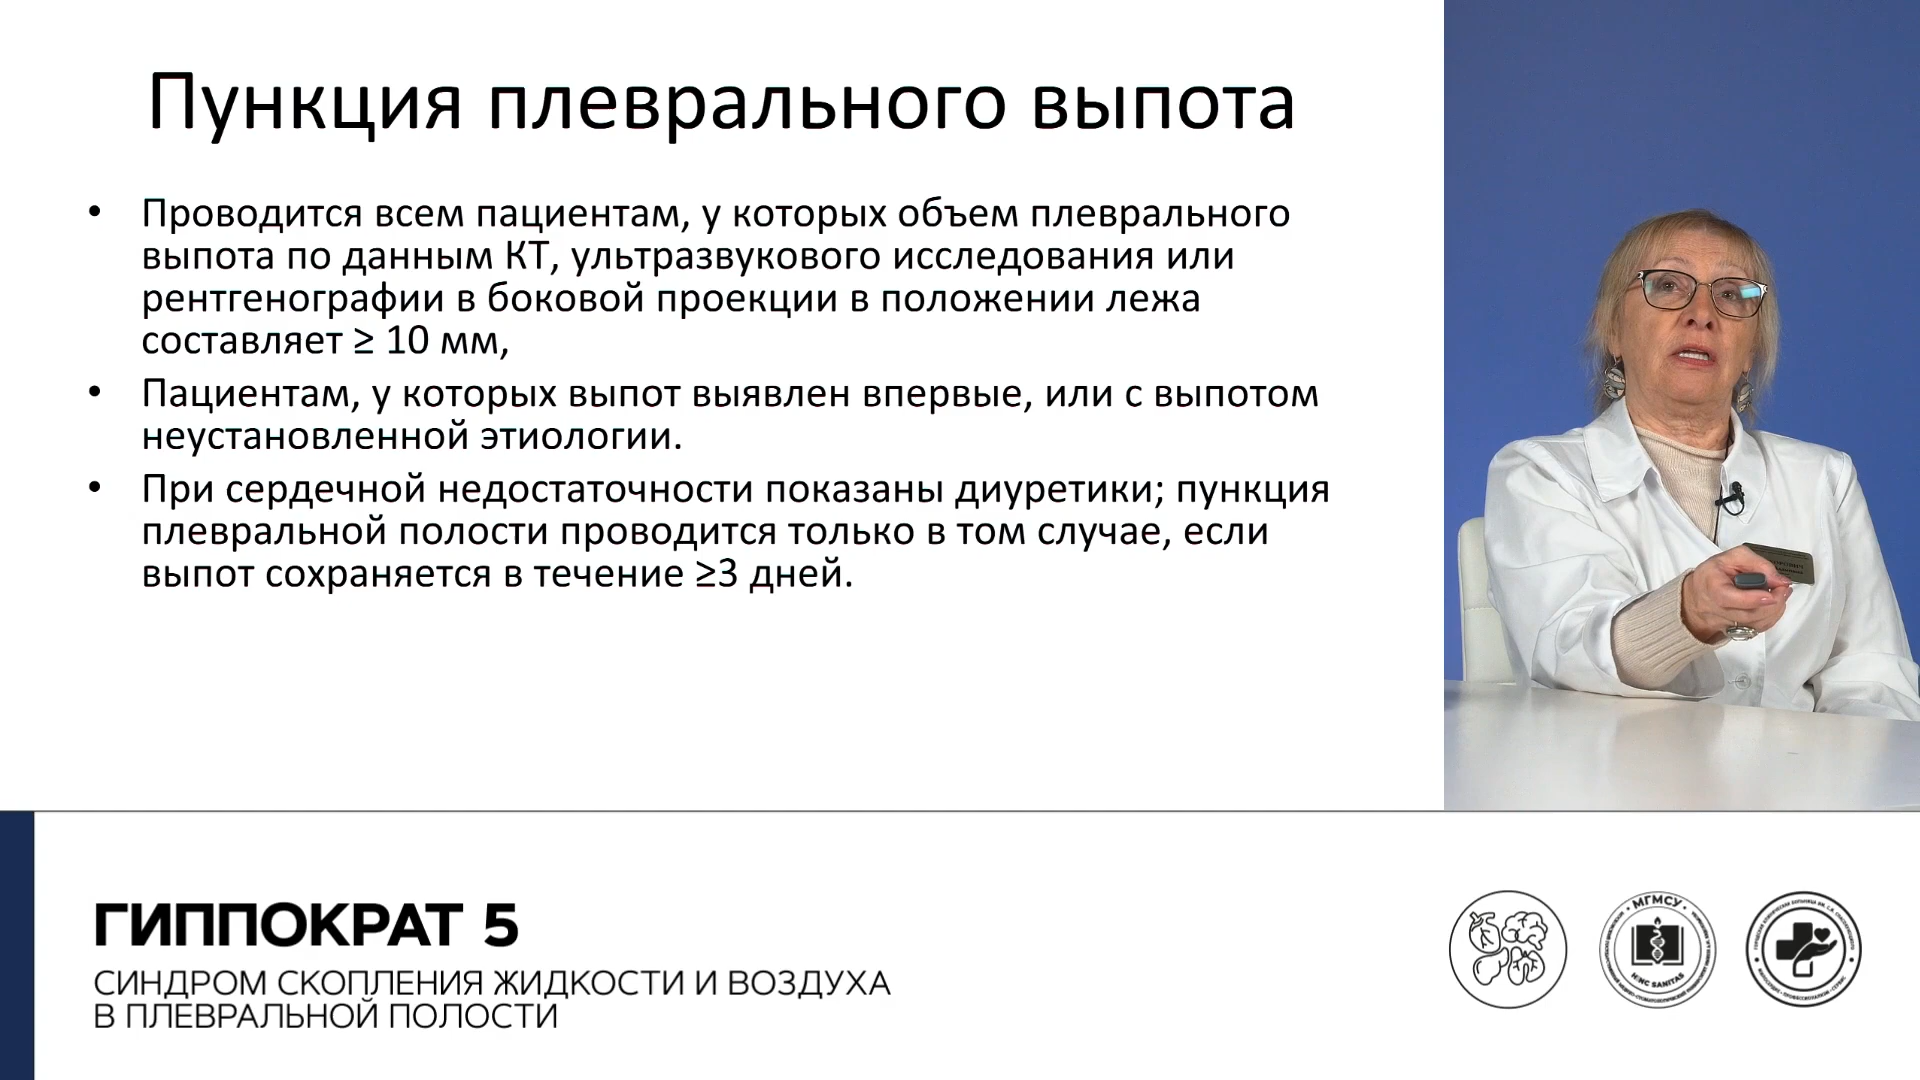 Пункция плеврального выпота
• Проводится всем пациентам, у которых объем плеврального
выпота по данным КТ, ультразвукового исследования или
рентгенографии в боковой проекции в положении лежа
составляет ≥ 10 мм,
• Пациентам, у которых выпот выявлен впервые, или с выпотом
неустановленной этиологии.
• При сердечной недостаточности показаны диуретики; пункция
плевральной полости проводится только в том случае, если
выпот сохраняется в течение ≥3 дней.
ГИППОКРАТ 5
СИНДРОМ СКОПЛЕНИЯ ЖИДКОСТИ И ВОЗДУХА
В ПЛЕВРАЛЬНОЙ ПОЛОСТИ
МГМСУ
SANITAS